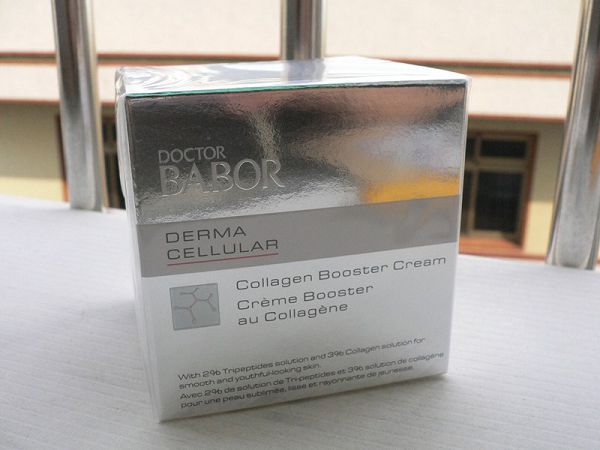 DOCTOR
BABOR
DERMA
CELLULAR
Collagen Booster Cream
Crème Booster
au Collagène
With 2% Tripeptides solution and 3% Collagen solution for
smooth and youthful-looking skin.
Avec 2% de solution de Tri-peptides et 3% solution de collagène
pour une peau sublimée, lisse et rayonnante de jeunesse.